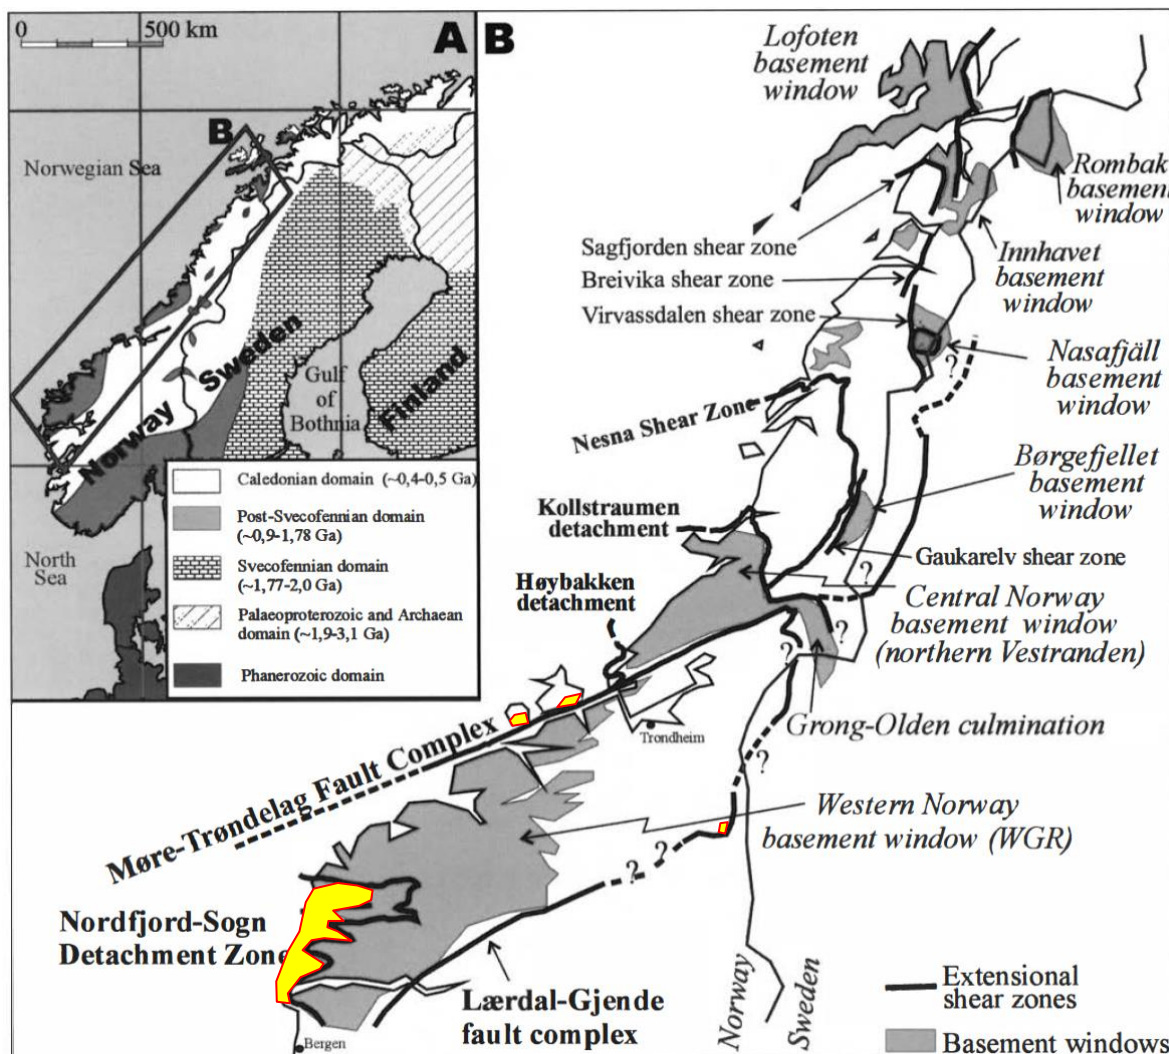 0 500 km
A
B
Norwegian Sea
B
Sweden
Norway
Finland
Gulf
of
Bothnia
North
Sea
Caledonian domain (~0,4-0,5 Ga)
Post-Svecofennian domain
(~0,9-1,78 Ga)
Svecofennian domain
(~1,77-2,0 Ga)
Palaeoproterozoic and Archaean
domain (~1,9-3,1 Ga)
Phanerozoic domain
Lofoten
basement
window
Rombak
basement
window
Sagfjorden shear zone
Breivika shear zone
Virvassdalen shear zone
Innhavet
basement
window
Nasafjäll
basement
window
?
Nesna Shear Zone
Børgefjellet
basement
window
Kollstraumen
detachment
Gaukarelv shear zone
?
Høybakken
detachment
Central Norway
basement window
(northern Vestranden)
?
?
Grong-Olden culmination
Trondheim
Møre-Trøndelag Fault Complex
?
Western Norway
basement window (WGR)
? ?
Nordfjord-Sogn
Detachment Zone
Lærdal-Gjende
fault complex
Norway
Sweden
Bergen
Extensional
shear zones
Basement windows